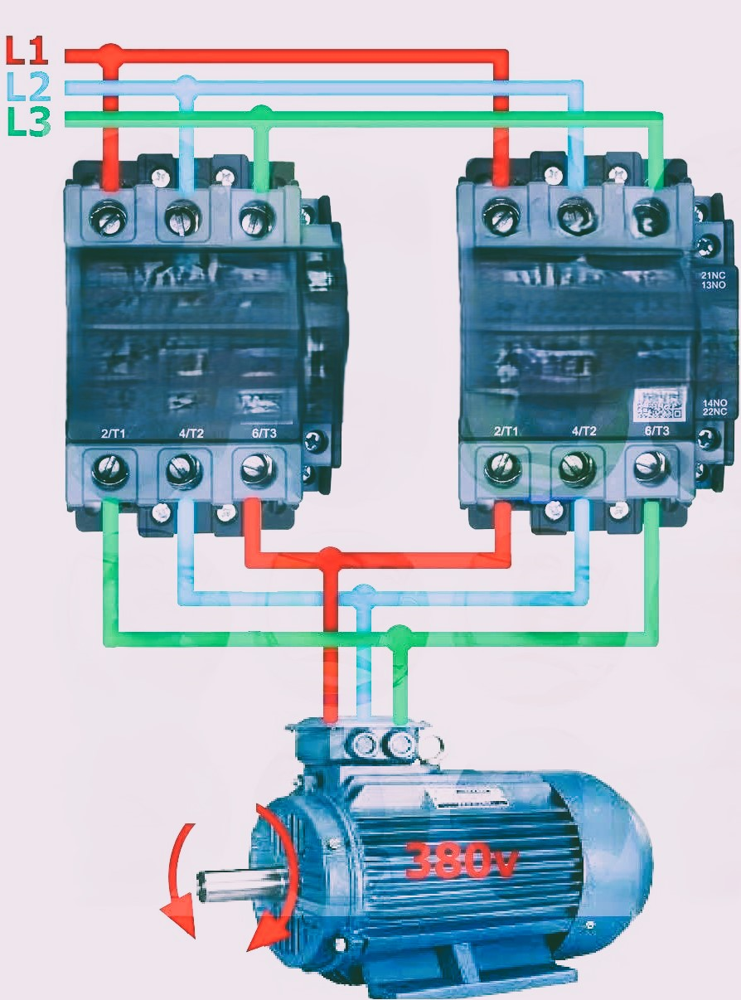 L1
L2
L3
21NC
13NO
14NO
22NC
2/T1 4/T2 6/T3
2/T1 4/T2 6/T3
380v